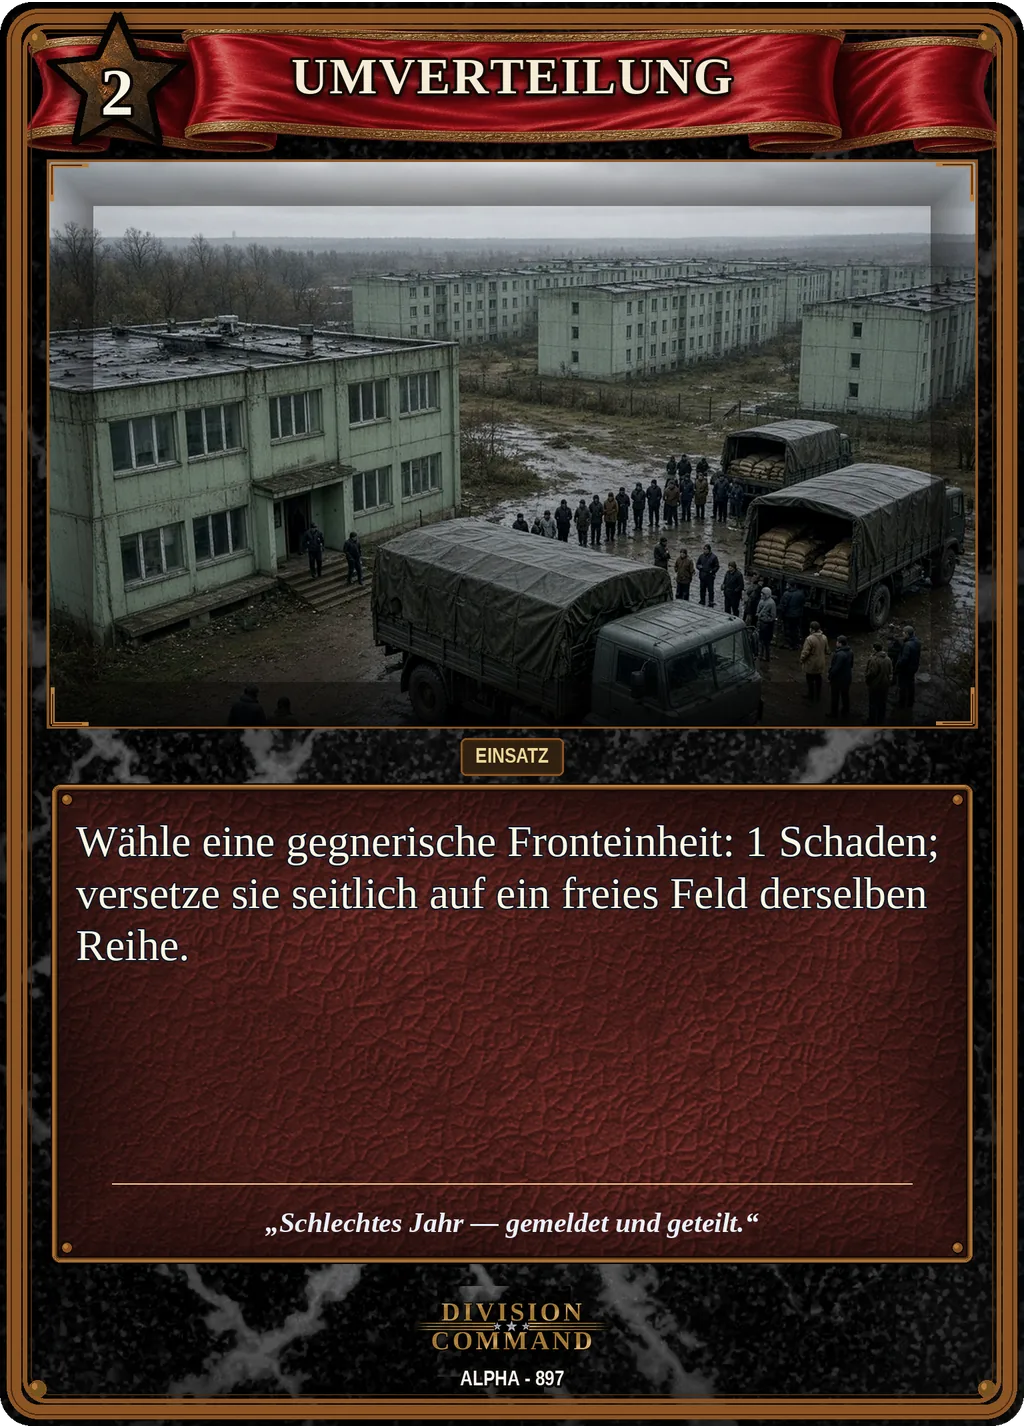 2
UMVERTEILUNG
EINSATZ
Wähle eine gegnerische Fronteinheit: 1 Schaden;
versetze sie seitlich auf ein freies Feld derselben
Reihe.
„Schlechtes Jahr — gemeldet und geteilt.“
DIVISION
COMMAND
ALPHA - 897